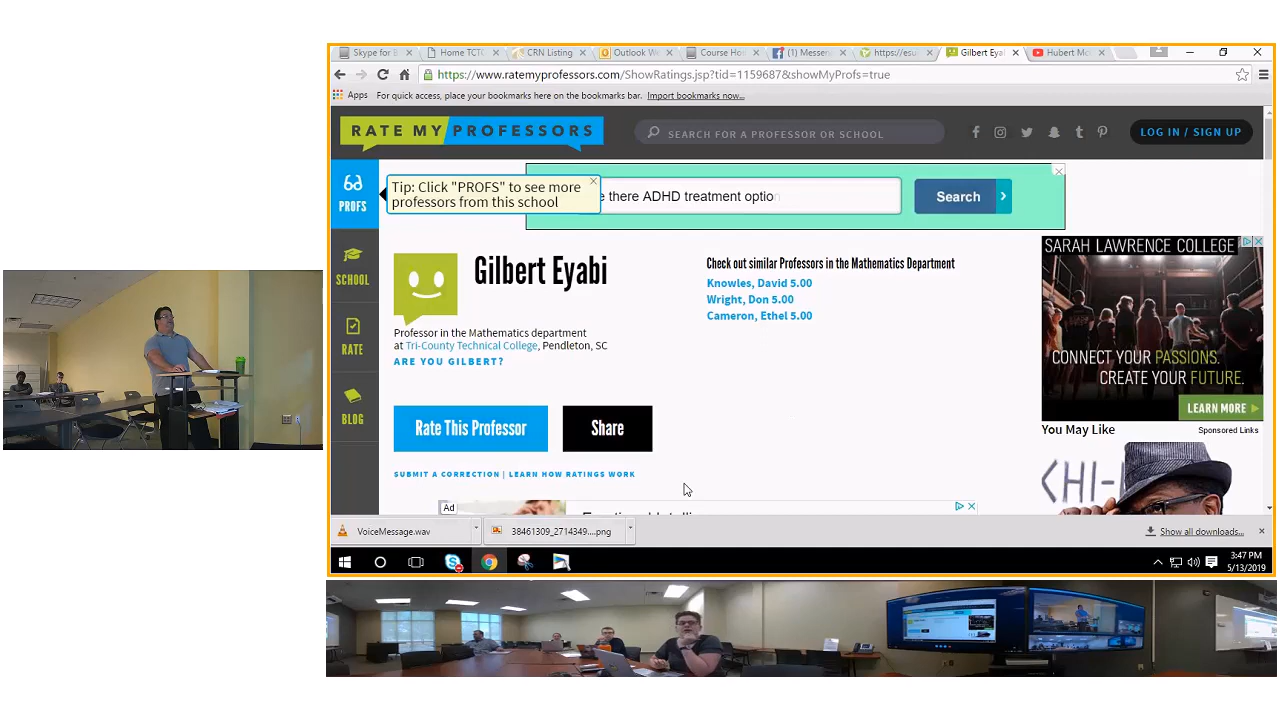 Skype for B
Home TCTC
CRN Listing
Outlook We
Course Ho
(1) Messen
https://esu
Gilbert Eyabi
Hubert Mo
https://www.ratemyprofessors.com/ShowRatings.jsp?tid=1159687&showMyProfs=true
Apps
For quick access, place your bookmarks here on the bookmarks bar. Import bookmarks now...
RATE MY PROFESSORS
SEARCH FOR A PROFESSOR OR SCHOOL
LOG IN / SIGN UP
PROFS
Tip: Click "PROFS" to see more
professors from this school
e there ADHD treatment option
Search
SCHOOL
RATE
BLOG
Gilbert Eyabi
Professor in the Mathematics department
at Tri-County Technical College, Pendleton, SC
ARE YOU GILBERT?
Check out similar Professors in the Mathematics Department
Knowles, David 5.00
Wright, Don 5.00
Cameron, Ethel 5.00
Rate This Professor
Share
SUBMIT A CORRECTION | LEARN HOW RATINGS WORK
SARAH LAWRENCE COLLEGE
CONNECT YOUR PASSIONS.
CREATE YOUR FUTURE.
LEARN MORE
You May Like
Sponsored Links
CHI-
Ad
VoiceMessage.wav
38461309_2714349....png
Show all downloads...
3:47 PM
5/13/2019